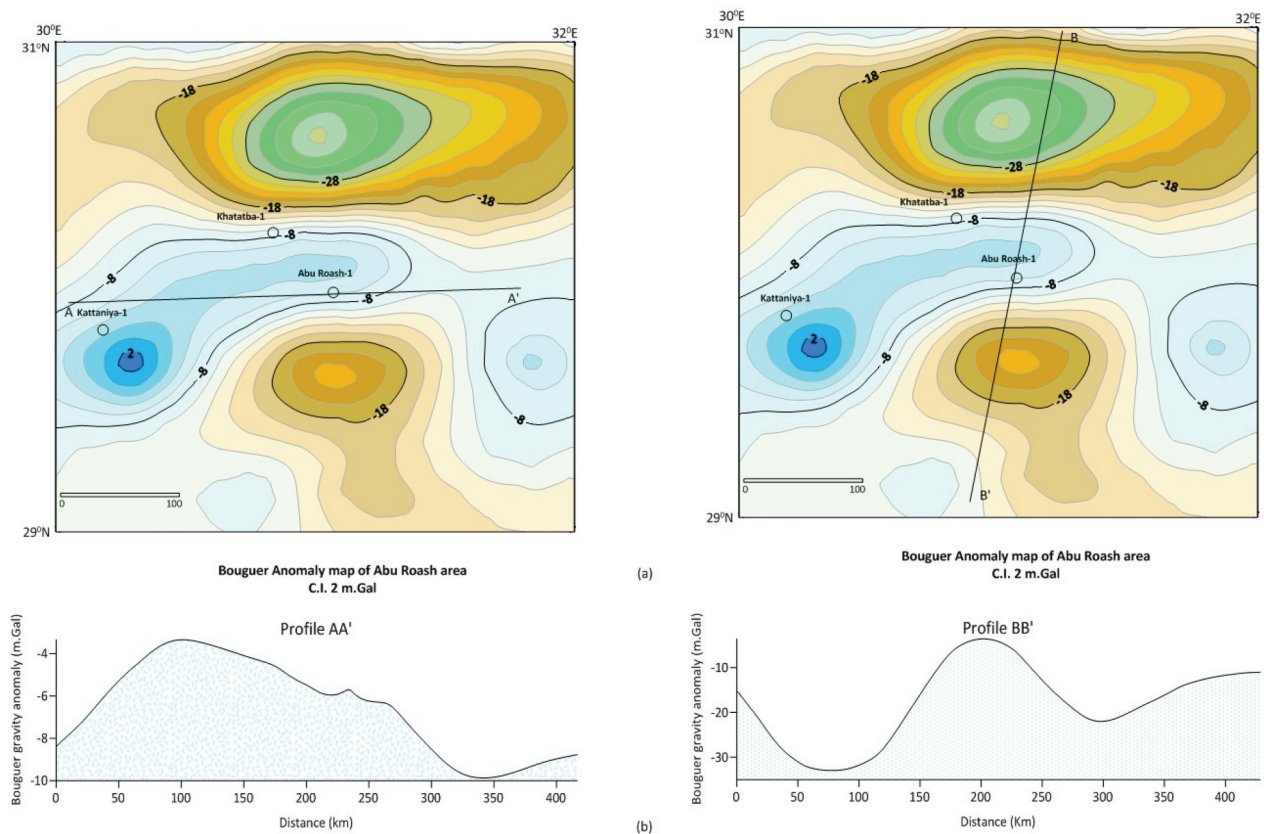 30⁰E
32⁰E
31⁰N
-18
-28
-18
-18
Khatatba-1
-8
-8
Abu Roash-1
A
A'
-8
Kattaniya-1
2
-8
-18
-8
0
100
29⁰N
Bouguer Anomaly map of Abu Roash area
C.I. 2 m.Gal
30⁰E
32⁰E
31⁰N
B
-28
-18
-18
Khatatba-1
-8
-8
Abu Roash-1
-8
Kattaniya-1
2
-8
-18
-8
B'
0
100
29⁰N
Bouguer Anomaly map of Abu Roash area
C.I. 2 m.Gal
(a)
Profile AA'
Bouguer gravity anomaly (m.Gal)
-4
-6
-8
-10
0 50 100 150 200 250 300 350 400
Distance (km)
Profile BB'
Bouguer gravity anomaly (m.Gal)
-10
-20
-30
0 50 100 150 200 250 300 350 400
Distance (Km)
(b)